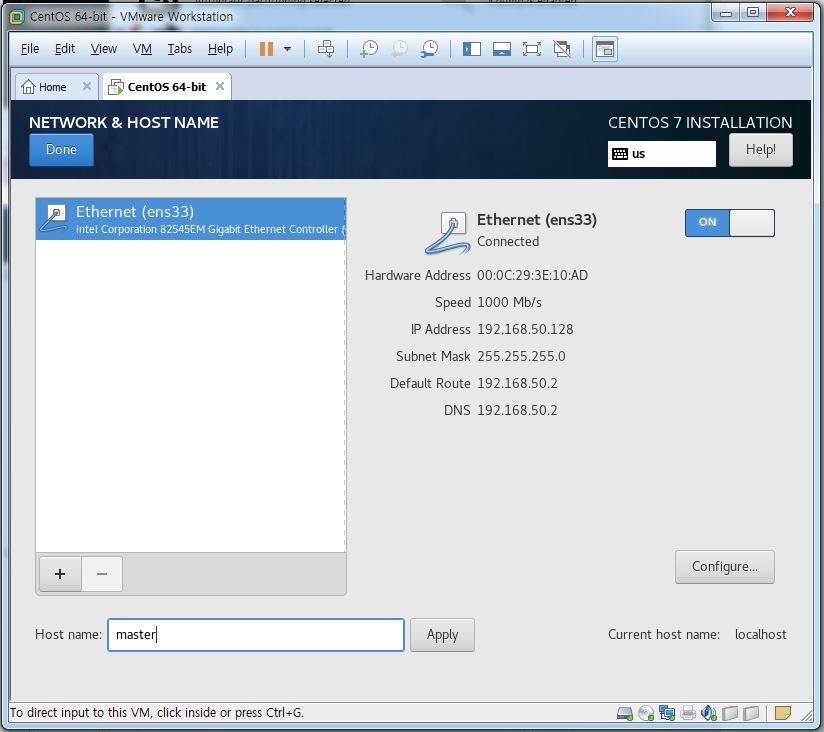 CentOS 64-bit - VMware Workstation
File Edit View VM Tabs Help
Home CentOS 64-bit
NETWORK & HOST NAME
CENTOS 7 INSTALLATION
Done
us
Help!
Ethernet (ens33)
Intel Corporation 82545EM Gigabit Ethernet Controller (
Ethernet (ens33)
Connected
ON
Hardware Address 00:0C:29:3E:10:AD
Speed 1000 Mb/s
IP Address 192.168.50.128
Subnet Mask 255.255.255.0
Default Route 192.168.50.2
DNS 192.168.50.2
+ −
Configure...
Host name: master Apply Current host name: localhost
To direct input to this VM, click inside or press Ctrl+G.